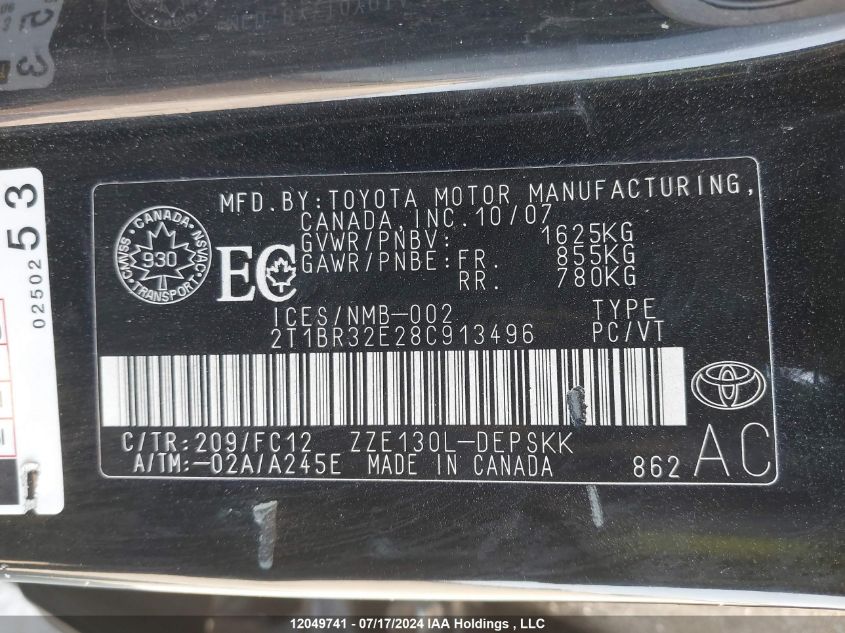 MFD.BY:TOYOTA MOTOR MANUFACTURING,
CANADA,INC.10/07
GVWR/PNBV: 1625KG
GAWR/PNBE:FR. 855KG
RR. 780KG
CANADA
CMVSS NSVAC
930
TRANSPORT
EC
ICES/NMB-002 TYPE
2T1BR32E28C913496 PC/VT
C/TR:209/FC12 ZZE130L-DEPSKK
A/TM:-02A/A245E MADE IN CANADA
862 AC
02502
53
12049741 - 07/17/2024 IAA Holdings , LLC